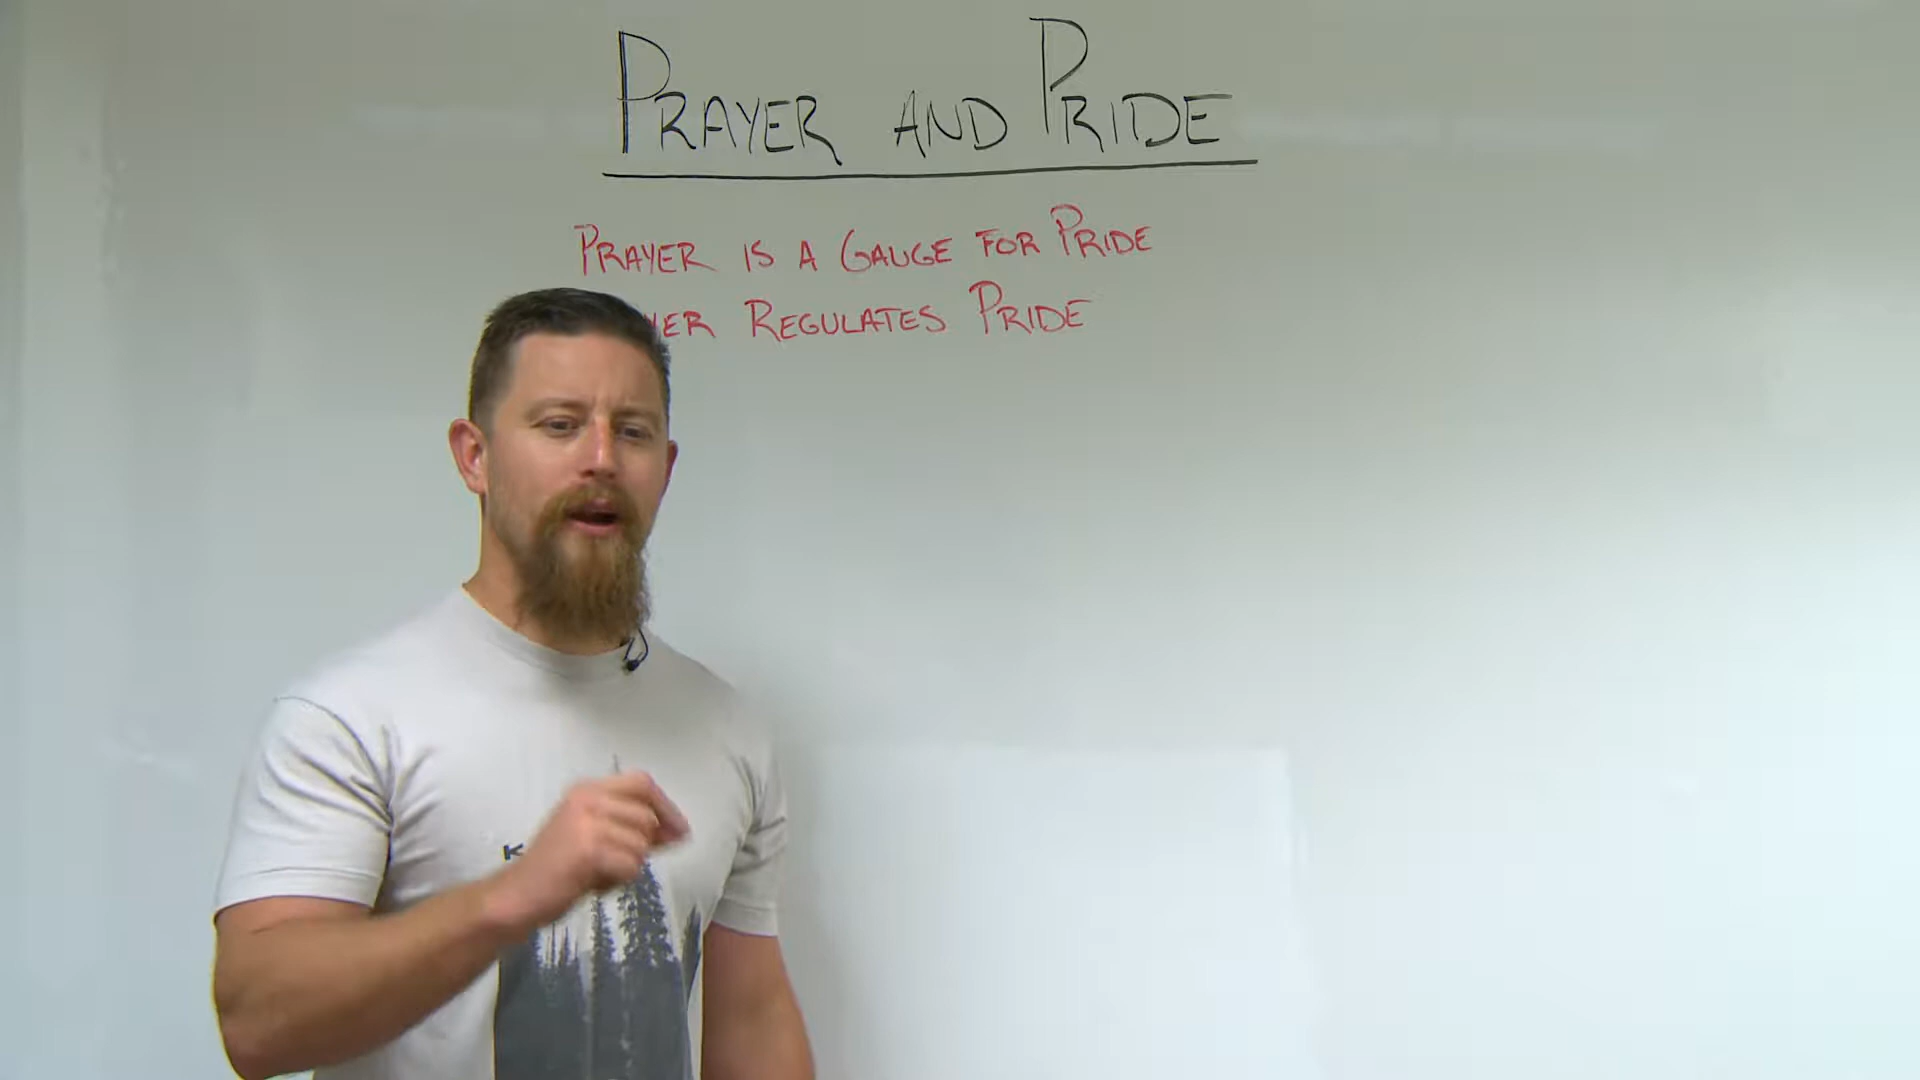 PRAYER AND PRIDE
PRAYER IS A GAUGE FOR PRIDE
REGULATES PRIDE
K